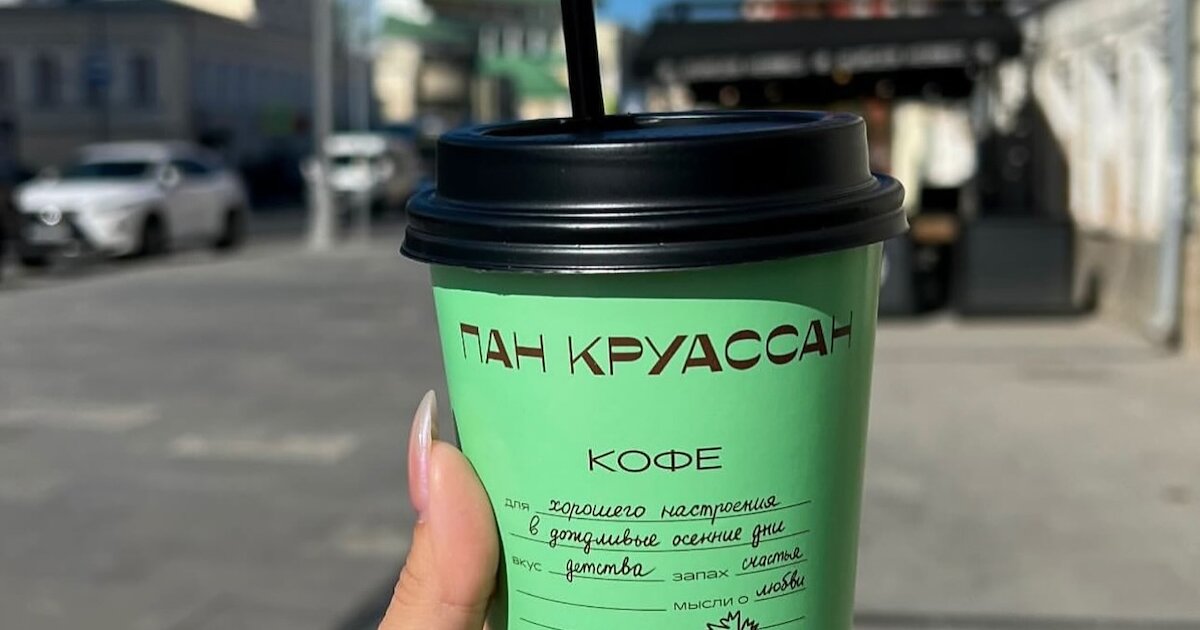 ПАН КРУАССАН
КОФЕ
для хорошего настроения
в дождливые осенние дни
вкус детства запах счастья
мысли о любви